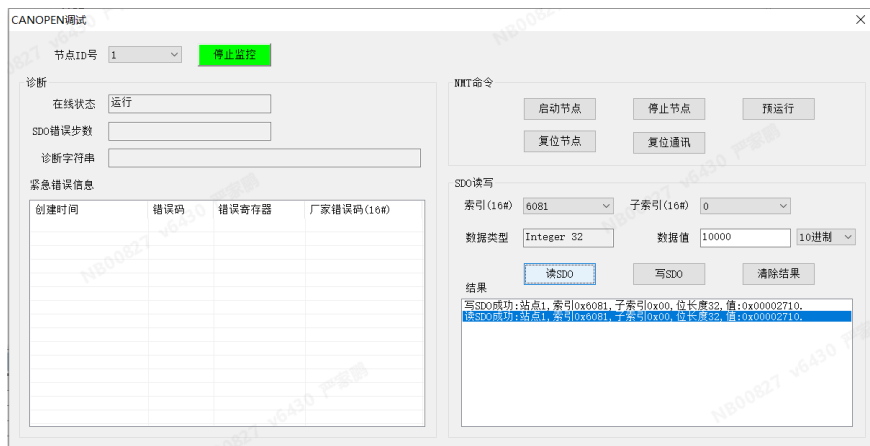 CANOPEN调试
节点ID号 1 停止监控
诊断
在线状态 运行
SDO错误步数
诊断字符串
紧急错误信息
创建时间 错误码 错误寄存器 厂家错误码(16#)
NMT命令
启动节点 停止节点 预运行
复位节点 复位通讯
SDO读写
索引(16#) 6081 子索引(16#) 0
数据类型 Integer 32 数据值 10000 10进制
读SDO 写SDO 清除结果
结果
写SDO成功:站点1,索引0x6081,子索引0x00,位长度32,值:0x00002710.
读SDO成功:站点1,索引0x6081,子索引0x00,位长度32,值:0x00002710.
NB00827 v6430 严家鹏